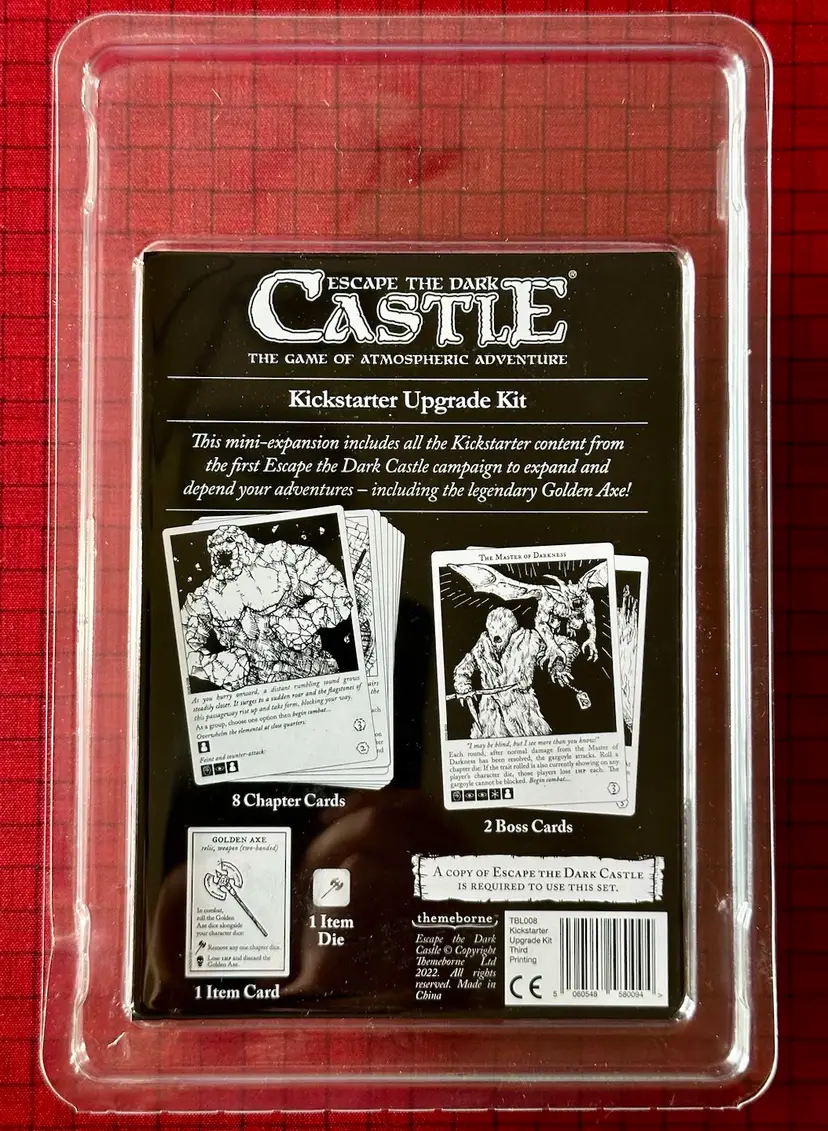 ESCAPE THE DARK
CASTLE®
THE GAME OF ATMOSPHERIC ADVENTURE
Kickstarter Upgrade Kit
This mini-expansion includes all the Kickstarter content from
the first Escape the Dark Castle campaign to expand and
depend your adventures – including the legendary Golden Axe!
As you hurry onward, a distant rumbling sound grows
steadily closer. It surges to a sudden roar and the flagstones of
this passageway rise up and take form, blocking your way.
As a group, choose one option then begin combat...
Overwhelm the elemental at close quarters:
3
Feint and counter-attack:
2
8 Chapter Cards
THE MASTER OF DARKNESS
"I may be blind, but I see more than you know!"
Each round, after normal damage from the Master of
Darkness has been resolved, the gargoyle attacks. Roll a
chapter die: If the trait rolled is also currently showing on any
player's character die, those players lose 1HP each. The
gargoyle cannot be blocked. Begin combat...
3
3
2 Boss Cards
GOLDEN AXE
relic, weapon (two-handed)
In combat,
roll the Golden
Axe dice alongside
your character dice:
Remove any one chapter dice.
Lose 1HP and discard the
Golden Axe.
1 Item Card
1 Item
Die
A COPY OF ESCAPE THE DARK CASTLE
IS REQUIRED TO USE THIS SET.
themeborne
Escape the Dark
Castle © Copyright
Themeborne Ltd
2022. All rights
reserved. Made in
China
TBL008
Kickstarter
Upgrade Kit
Third
Printing
CE
5 060548 580094 >